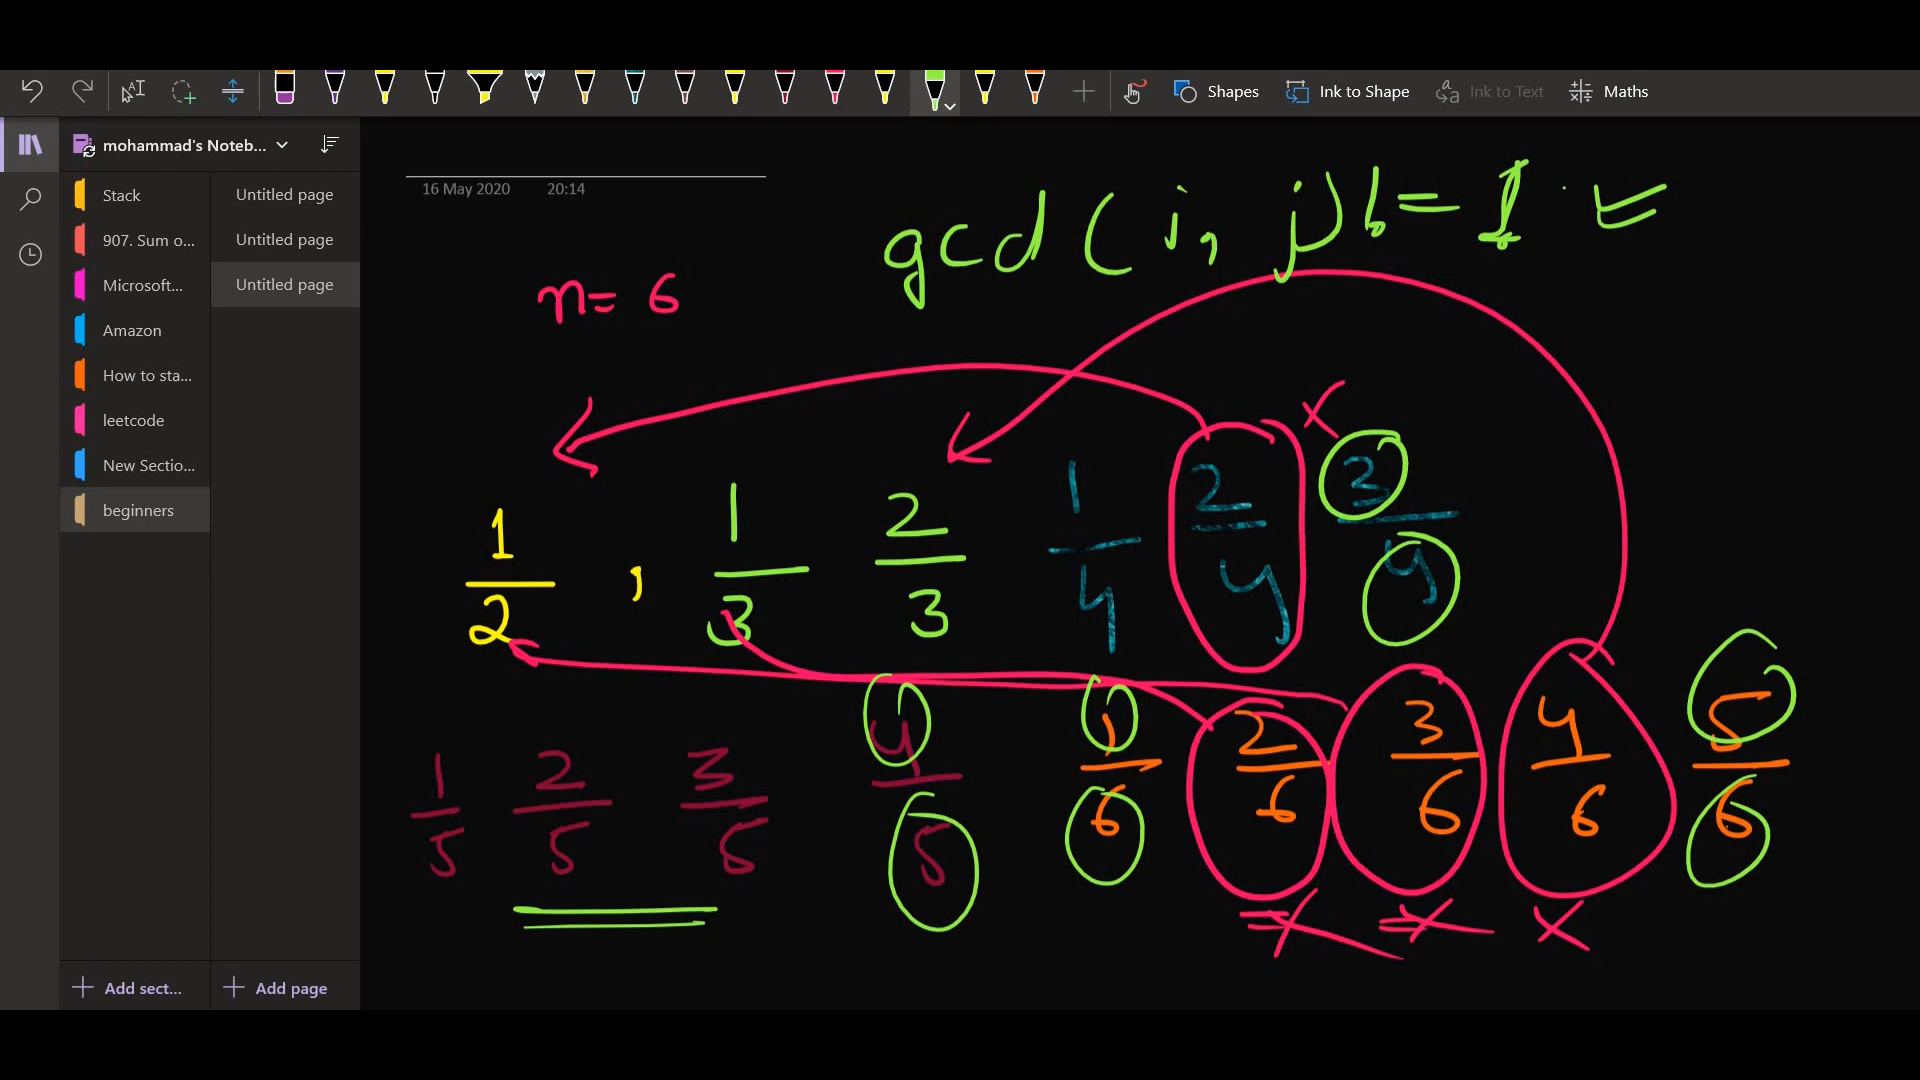 Shapes
Ink to Shape
Ink to Text
Maths
mohammad's Noteb...
Stack
907. Sum o...
Microsoft...
Amazon
How to sta...
leetcode
New Sectio...
beginners
Untitled page
Untitled page
Untitled page
Add sect...
Add page
16 May 2020 20:14
n= 6
1/2 , 1/3 2/3 1/4 2/4 3/4
1/5 2/5 3/5 4/5 1/6 2/6 3/6 4/6 5/6